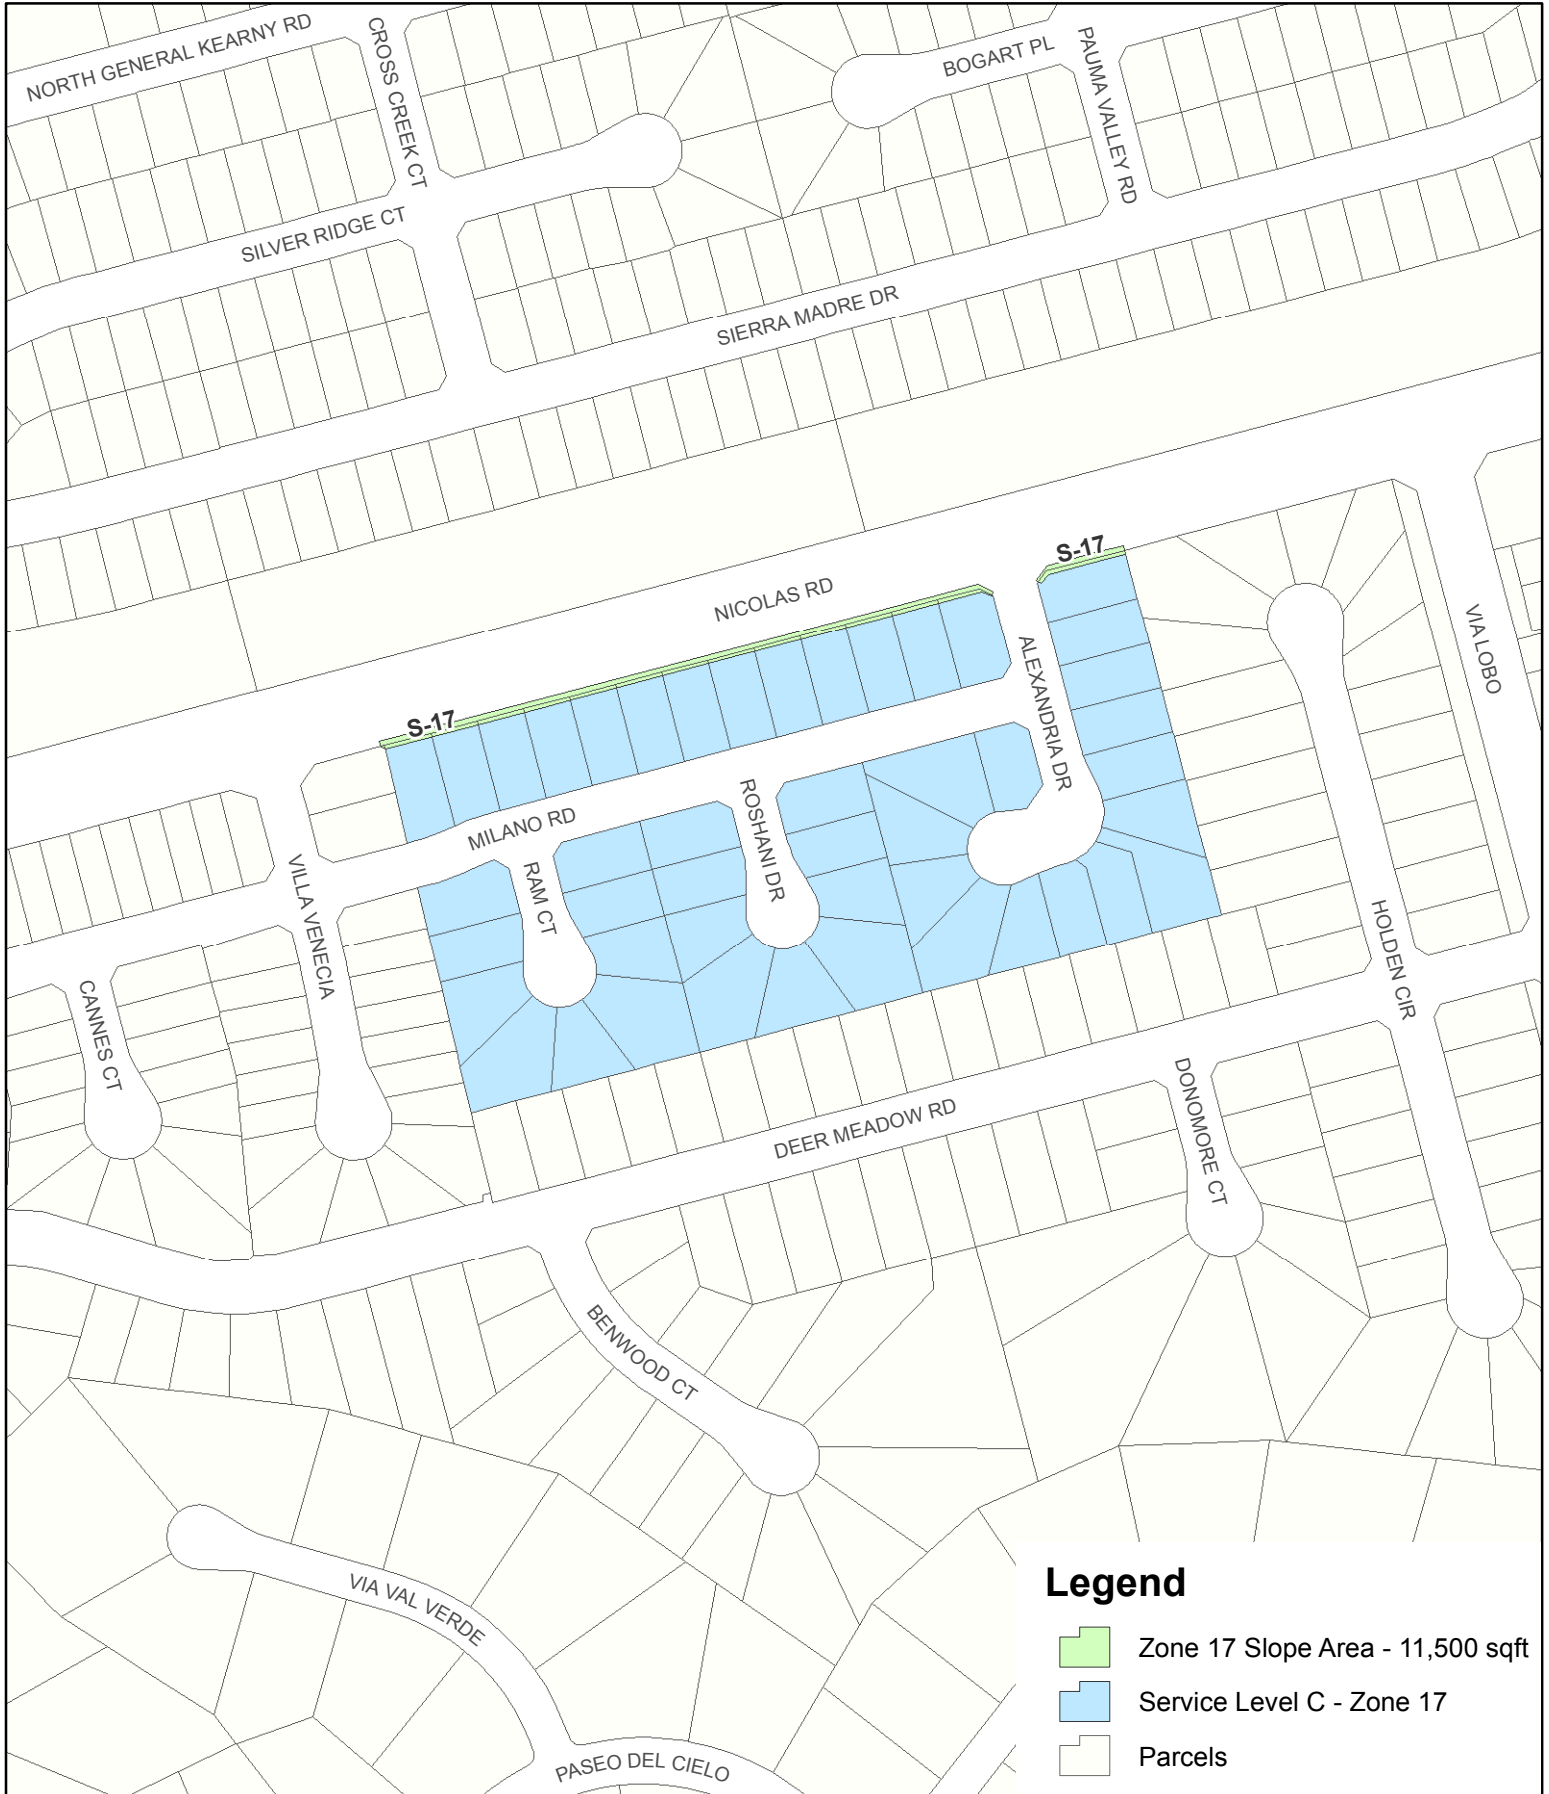 NORTH GENERAL KEARNY RD
CROSS CREEK CT
BOGART PL
PAUMA VALLEY RD
SILVER RIDGE CT
SIERRA MADRE DR
S-17
NICOLAS RD
ALEXANDRIA DR
VIA LOBO
S-17
MILANO RD
ROSHANI DR
RAM CT
VILLA VENECIA
HOLDEN CIR
CANNES CT
DONOMORE CT
DEER MEADOW RD
BENWOOD CT
VIA VAL VERDE
PASEO DEL CIELO
Legend
Zone 17 Slope Area - 11,500 sqft
Service Level C - Zone 17
Parcels